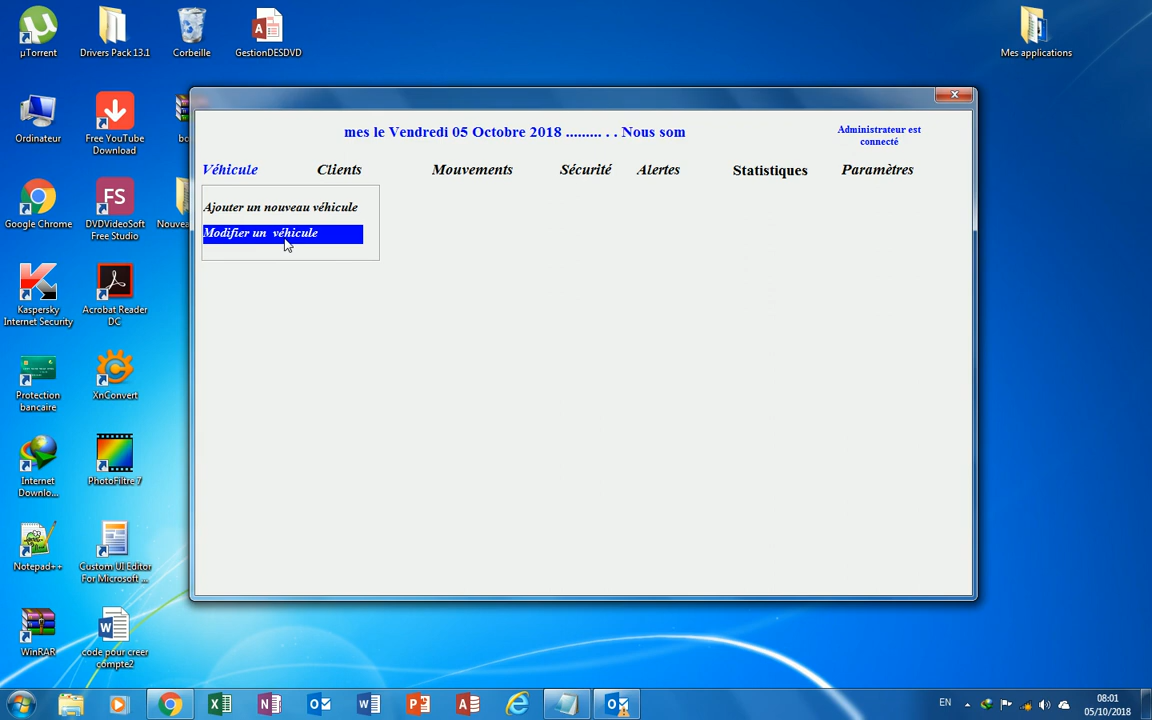 µTorrent
Drivers Pack 13.1
Corbeille
GestionDESDVD
Mes applications
Ordinateur
Free YouTube
Download
bo
Google Chrome
FS
DVDVideoSoft
Free Studio
Nouvea
Kaspersky
Internet Security
Acrobat Reader
DC
Protection
bancaire
XnConvert
Internet
Downlo...
PhotoFiltre 7
Notepad++
Custom UI Editor
For Microsoft ...
WinRAR
code pour creer
compte2
mes le Vendredi 05 Octobre 2018 ......... . . Nous som
Administrateur est
connecté
Véhicule Clients Mouvements Sécurité Alertes Statistiques Paramètres
Ajouter un nouveau véhicule
Modifier un véhicule
EN
08:01
05/10/2018